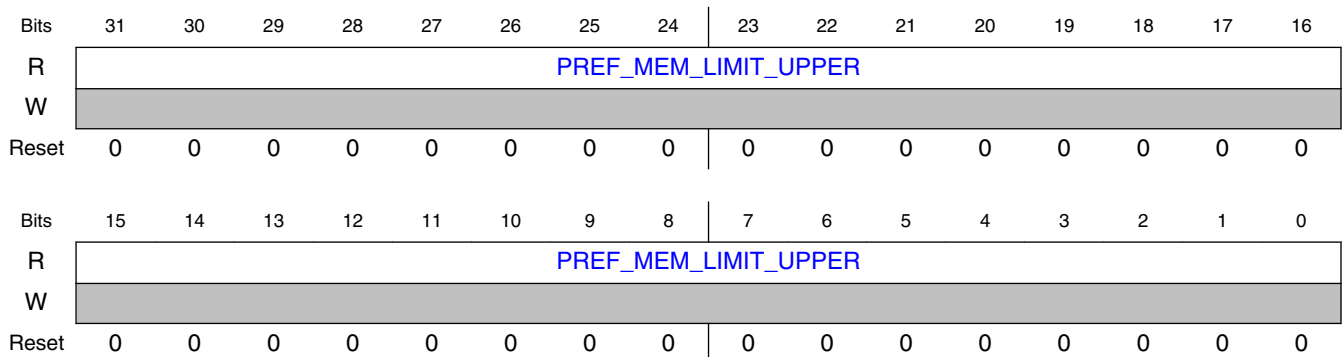 Bits 31 30 29 28 27 26 25 24 23 22 21 20 19 18 17 16
R PREF_MEM_LIMIT_UPPER
W
Reset 0 0 0 0 0 0 0 0 0 0 0 0 0 0 0 0
Bits 15 14 13 12 11 10 9 8 7 6 5 4 3 2 1 0
R PREF_MEM_LIMIT_UPPER
W
Reset 0 0 0 0 0 0 0 0 0 0 0 0 0 0 0 0